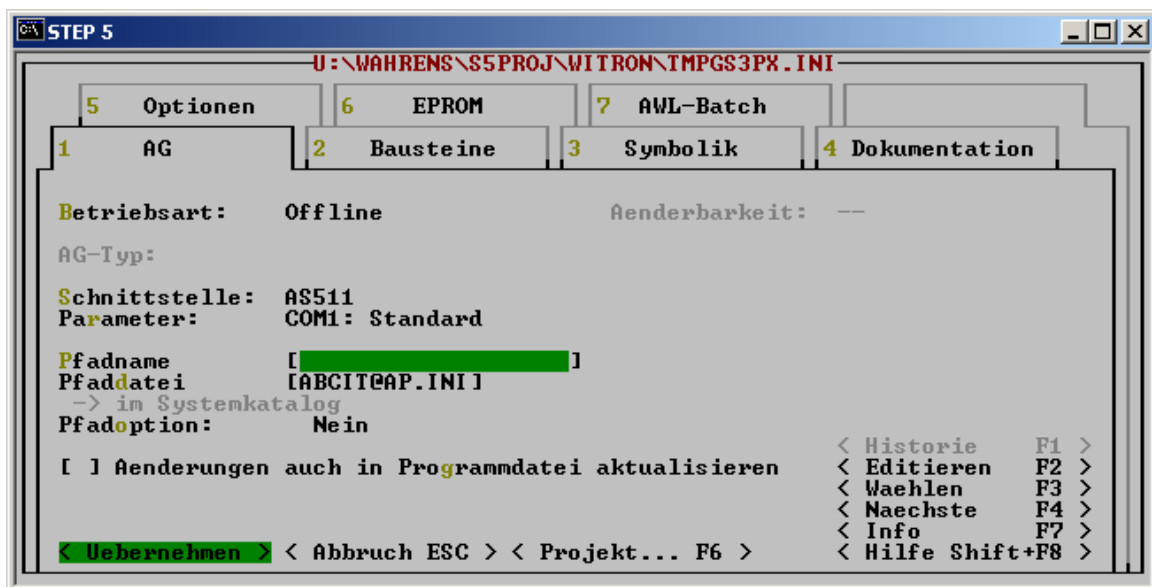 STEP 5
U:\WAHRENS\S5PROJ\WITRON\TMPGS3PX.INI
5 Optionen 6 EPROM 7 AWL-Batch
1 AG 2 Bausteine 3 Symbolik 4 Dokumentation
Betriebsart: Offline Aenderbarkeit: --
AG-Typ:
Schnittstelle: AS511
Parameter: COM1: Standard
Pfadname [ ]
Pfaddatei [ABCIT@AP.INI]
-> im Systemkatalog
Pfadoption: Nein
< Historie F1 >
[ ] Aenderungen auch in Programmdatei aktualisieren < Editieren F2 >
< Waehlen F3 >
< Naechste F4 >
< Info F7 >
< Uebernehmen > < Abbruch ESC > < Projekt... F6 > < Hilfe Shift+F8 >